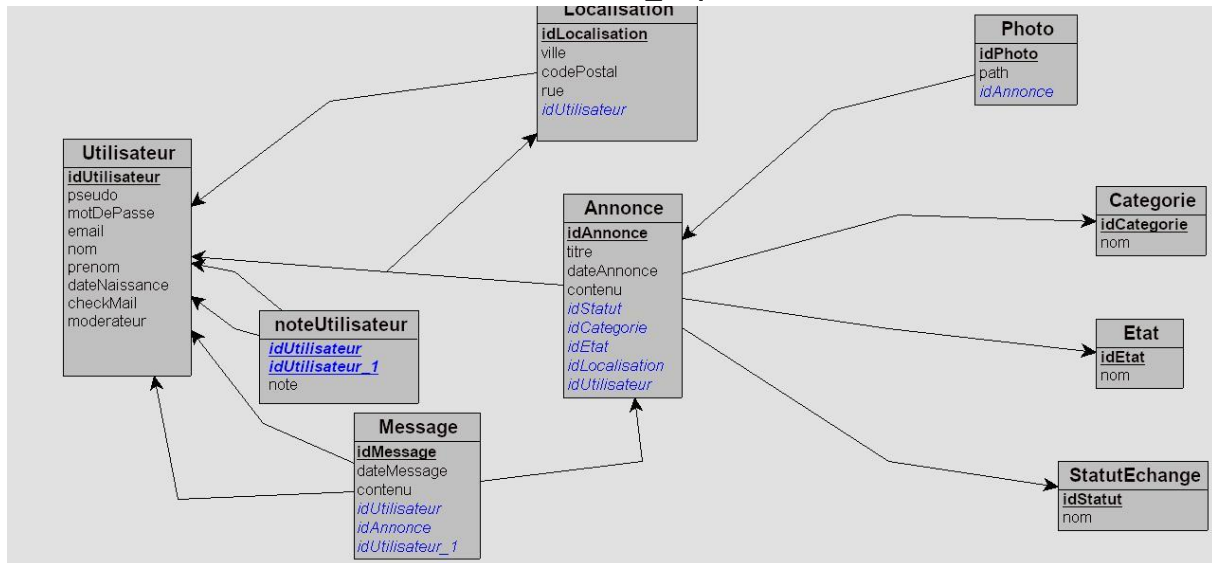 Localisation
idLocalisation
ville
codePostal
rue
idUtilisateur
Photo
idPhoto
path
idAnnonce
Utilisateur
idUtilisateur
pseudo
motDePasse
email
nom
prenom
dateNaissance
checkMail
moderateur
Annonce
idAnnonce
titre
dateAnnonce
contenu
idStatut
idCategorie
idEtat
idLocalisation
idUtilisateur
Categorie
idCategorie
nom
noteUtilisateur
idUtilisateur
idUtilisateur_1
note
Etat
idEtat
nom
Message
idMessage
dateMessage
contenu
idUtilisateur
idAnnonce
idUtilisateur_1
StatutEchange
idStatut
nom